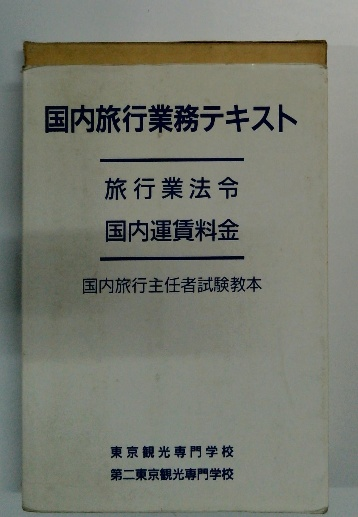 国内旅行業務テキスト
旅行業法令
国内運賃料金
国内旅行主任者試験教本
東京観光専門学校
第二東京観光専門学校